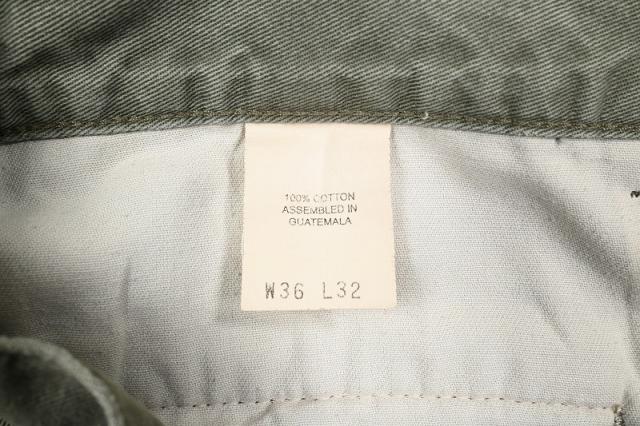 100% COTTON
ASSEMBLED IN
GUATEMALA
W36 L32